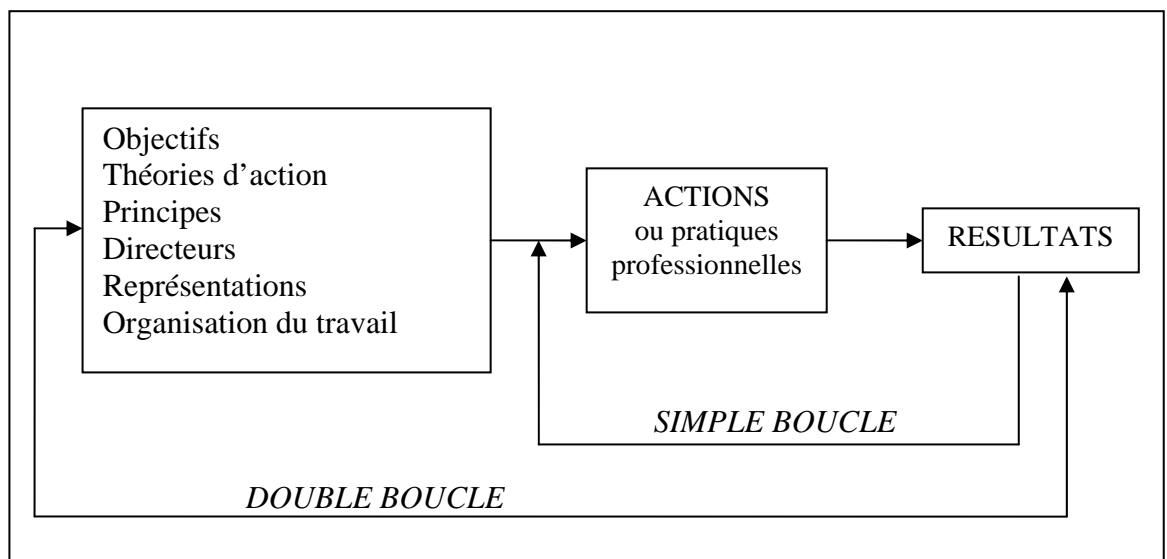 Objectifs
Théories d’action
Principes
Directeurs
Représentations
Organisation du travail
ACTIONS
ou pratiques
professionnelles
RESULTATS
SIMPLE BOUCLE
DOUBLE BOUCLE